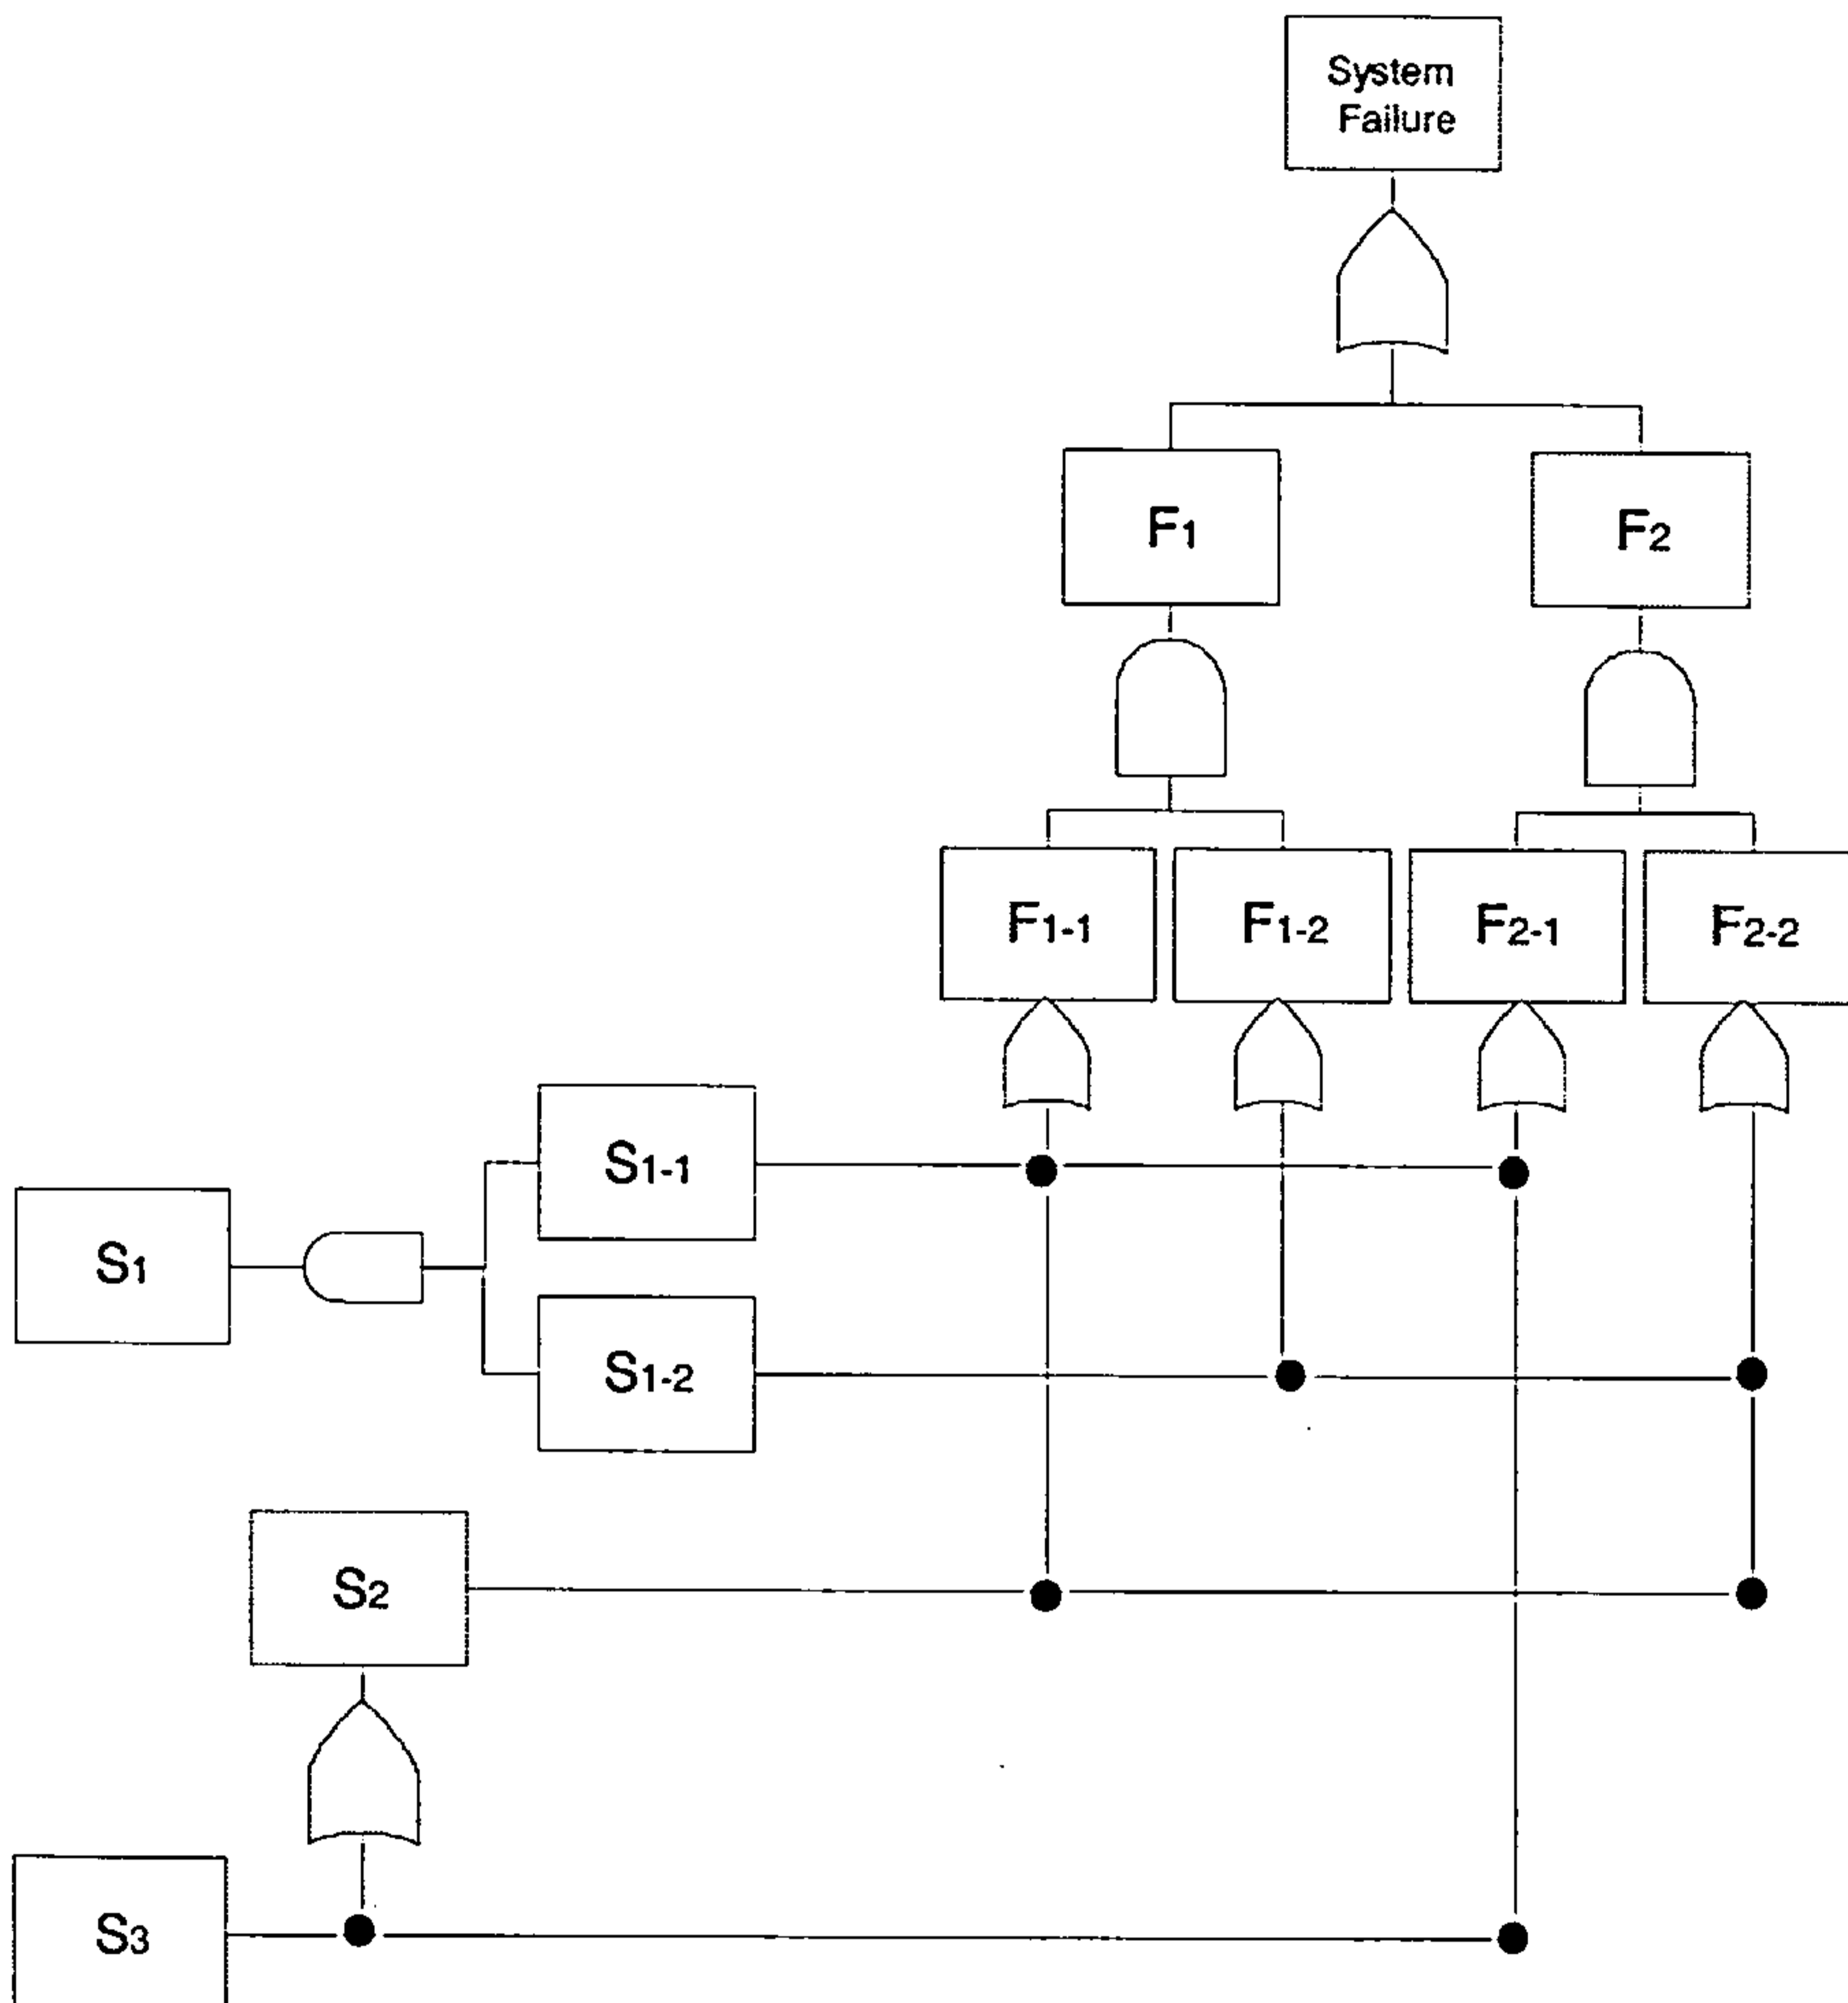 System
Failure
F1
F2
F1-1
F1-2
F2-1
F2-2
S1-1
S1
S1-2
S2
S3